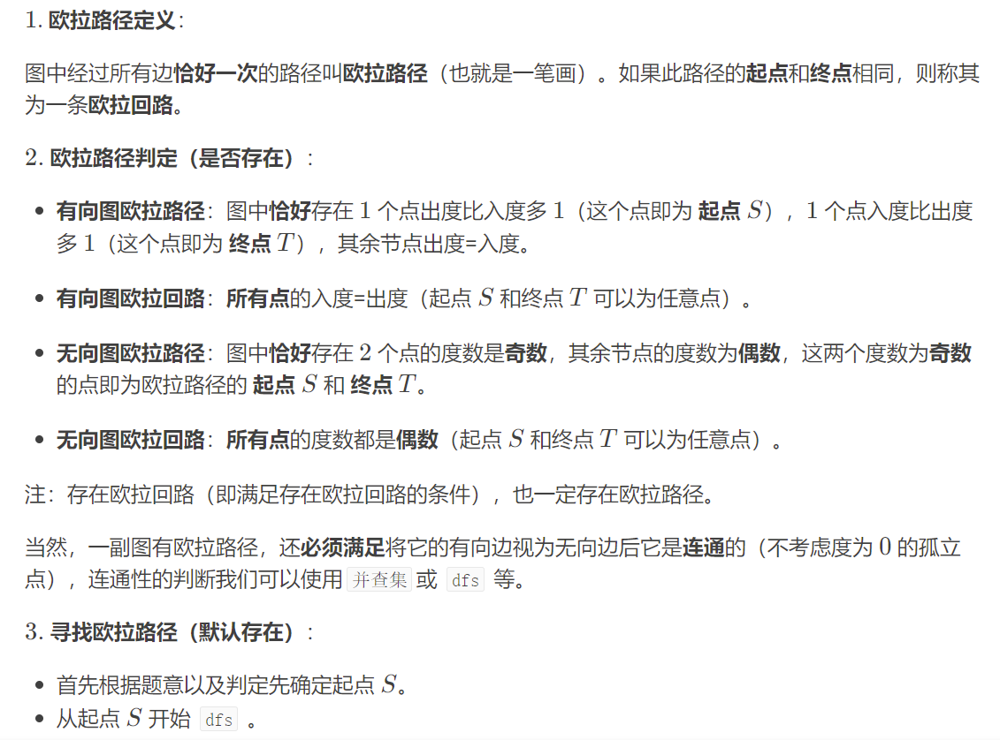 1. 欧拉路径定义：
图中经过所有边恰好一次的路径叫欧拉路径（也就是一笔画）。如果此路径的起点和终点相同，则称其
为一条欧拉回路。
2. 欧拉路径判定（是否存在）：
• 有向图欧拉路径：图中恰好存在 1 个点出度比入度多 1（这个点即为 起点 S），1 个点入度比出度
多 1（这个点即为 终点 T），其余节点出度=入度。
• 有向图欧拉回路：所有点的入度=出度（起点 S 和终点 T 可以为任意点）。
• 无向图欧拉路径：图中恰好存在 2 个点的度数是奇数，其余节点的度数为偶数，这两个度数为奇数
的点即为欧拉路径的 起点 S 和 终点 T。
• 无向图欧拉回路：所有点的度数都是偶数（起点 S 和终点 T 可以为任意点）。
注：存在欧拉回路（即满足存在欧拉回路的条件），也一定存在欧拉路径。
当然，一副图有欧拉路径，还必须满足将它的有向边视为无向边后它是连通的（不考虑度为 0 的孤立
点），连通性的判断我们可以使用 并查集 或 dfs 等。
3. 寻找欧拉路径（默认存在）：
• 首先根据题意以及判定先确定起点 S。
• 从起点 S 开始 dfs 。